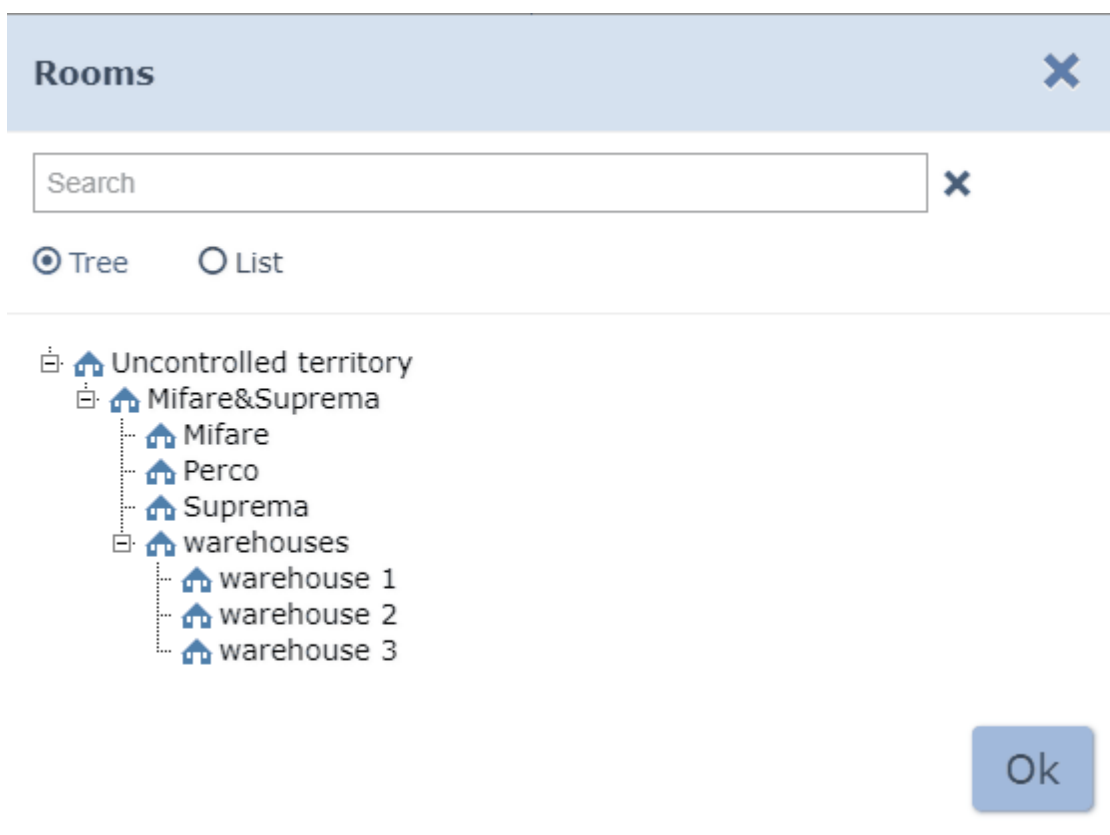 Rooms
Search
Tree List
Uncontrolled territory
Mifare&Suprema
Mifare
Perco
Suprema
warehouses
warehouse 1
warehouse 2
warehouse 3
Ok